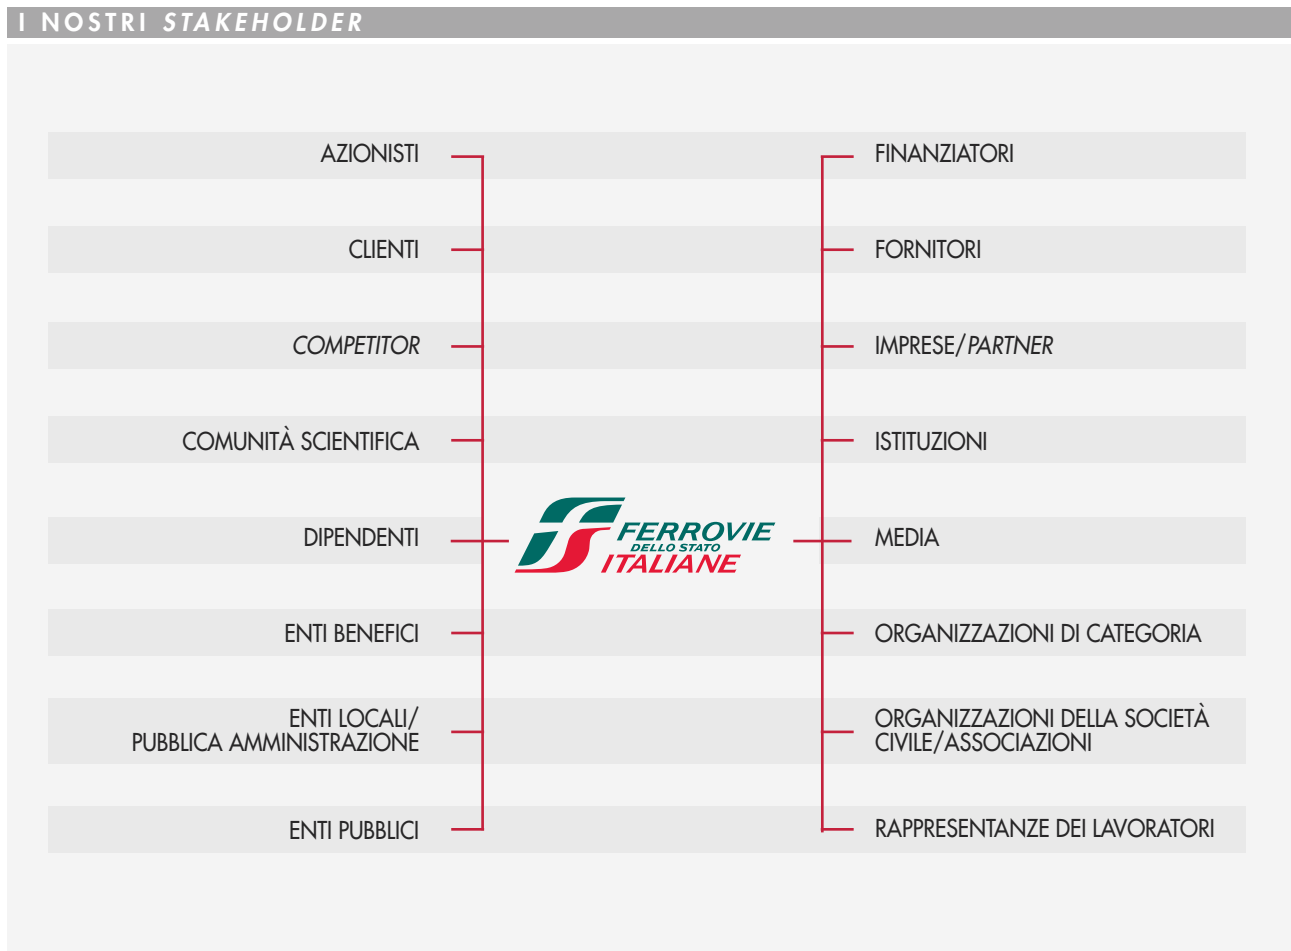 I NOSTRI STAKEHOLDER
AZIONISTI
CLIENTI
COMPETITOR
COMUNITÀ SCIENTIFICA
DIPENDENTI
ENTI BENEFICI
ENTI LOCALI/
PUBBLICA AMMINISTRAZIONE
ENTI PUBBLICI
FERROVIE
DELLO STATO
ITALIANE
FINANZIATORI
FORNITORI
IMPRESE/PARTNER
ISTITUZIONI
MEDIA
ORGANIZZAZIONI DI CATEGORIA
ORGANIZZAZIONI DELLA SOCIETÀ
CIVILE/ASSOCIAZIONI
RAPPRESENTANZE DEI LAVORATORI